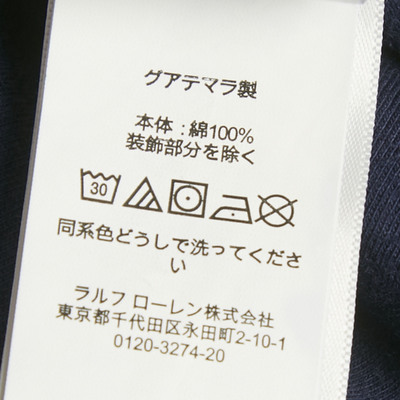 グアテマラ製
本体 : 綿100%
装飾部分を除く
30
同系色どうしで洗ってくださ
い
ラルフ ローレン株式会社
東京都千代田区永田町2-10-1
0120-3274-20